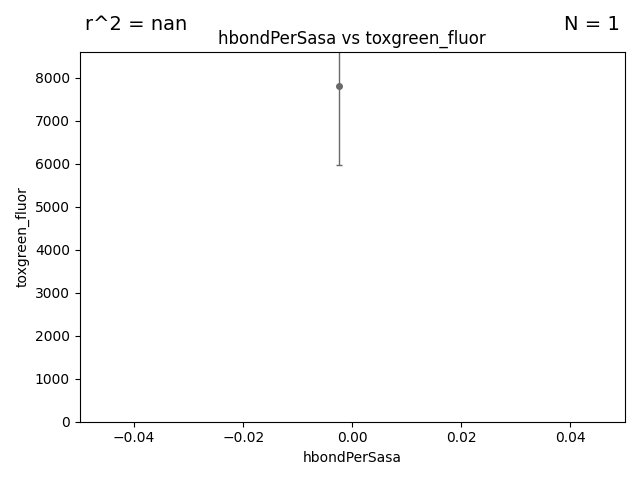 r^2 = nan
N = 1
hbondPerSasa vs toxgreen_fluor
8000
7000
6000
5000
4000
3000
2000
1000
0
toxgreen_fluor
−0.04 −0.02 0.00 0.02 0.04
hbondPerSasa